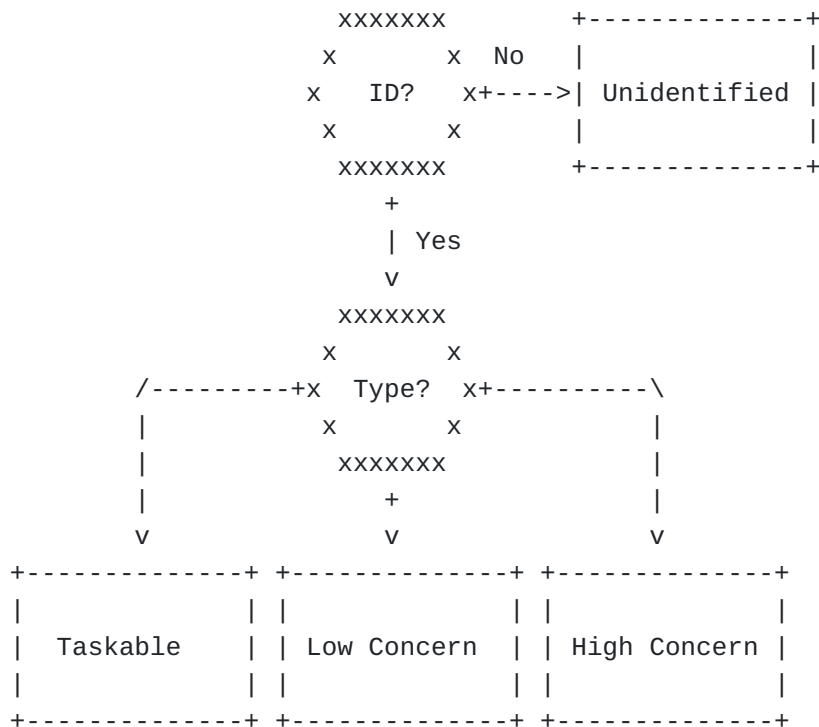 No
ID?
Unidentified
Yes
Type?
Taskable
Low Concern
High Concern